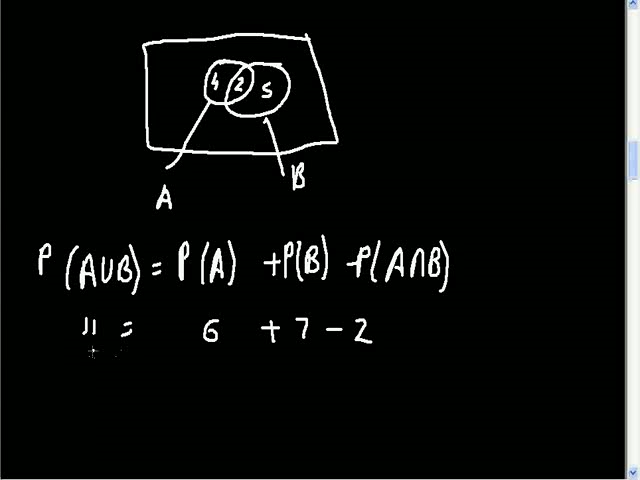 4 2 5
A B
P (A∪B) = P (A) + P(B) - P( A∩B)
11 = 6 + 7 - 2